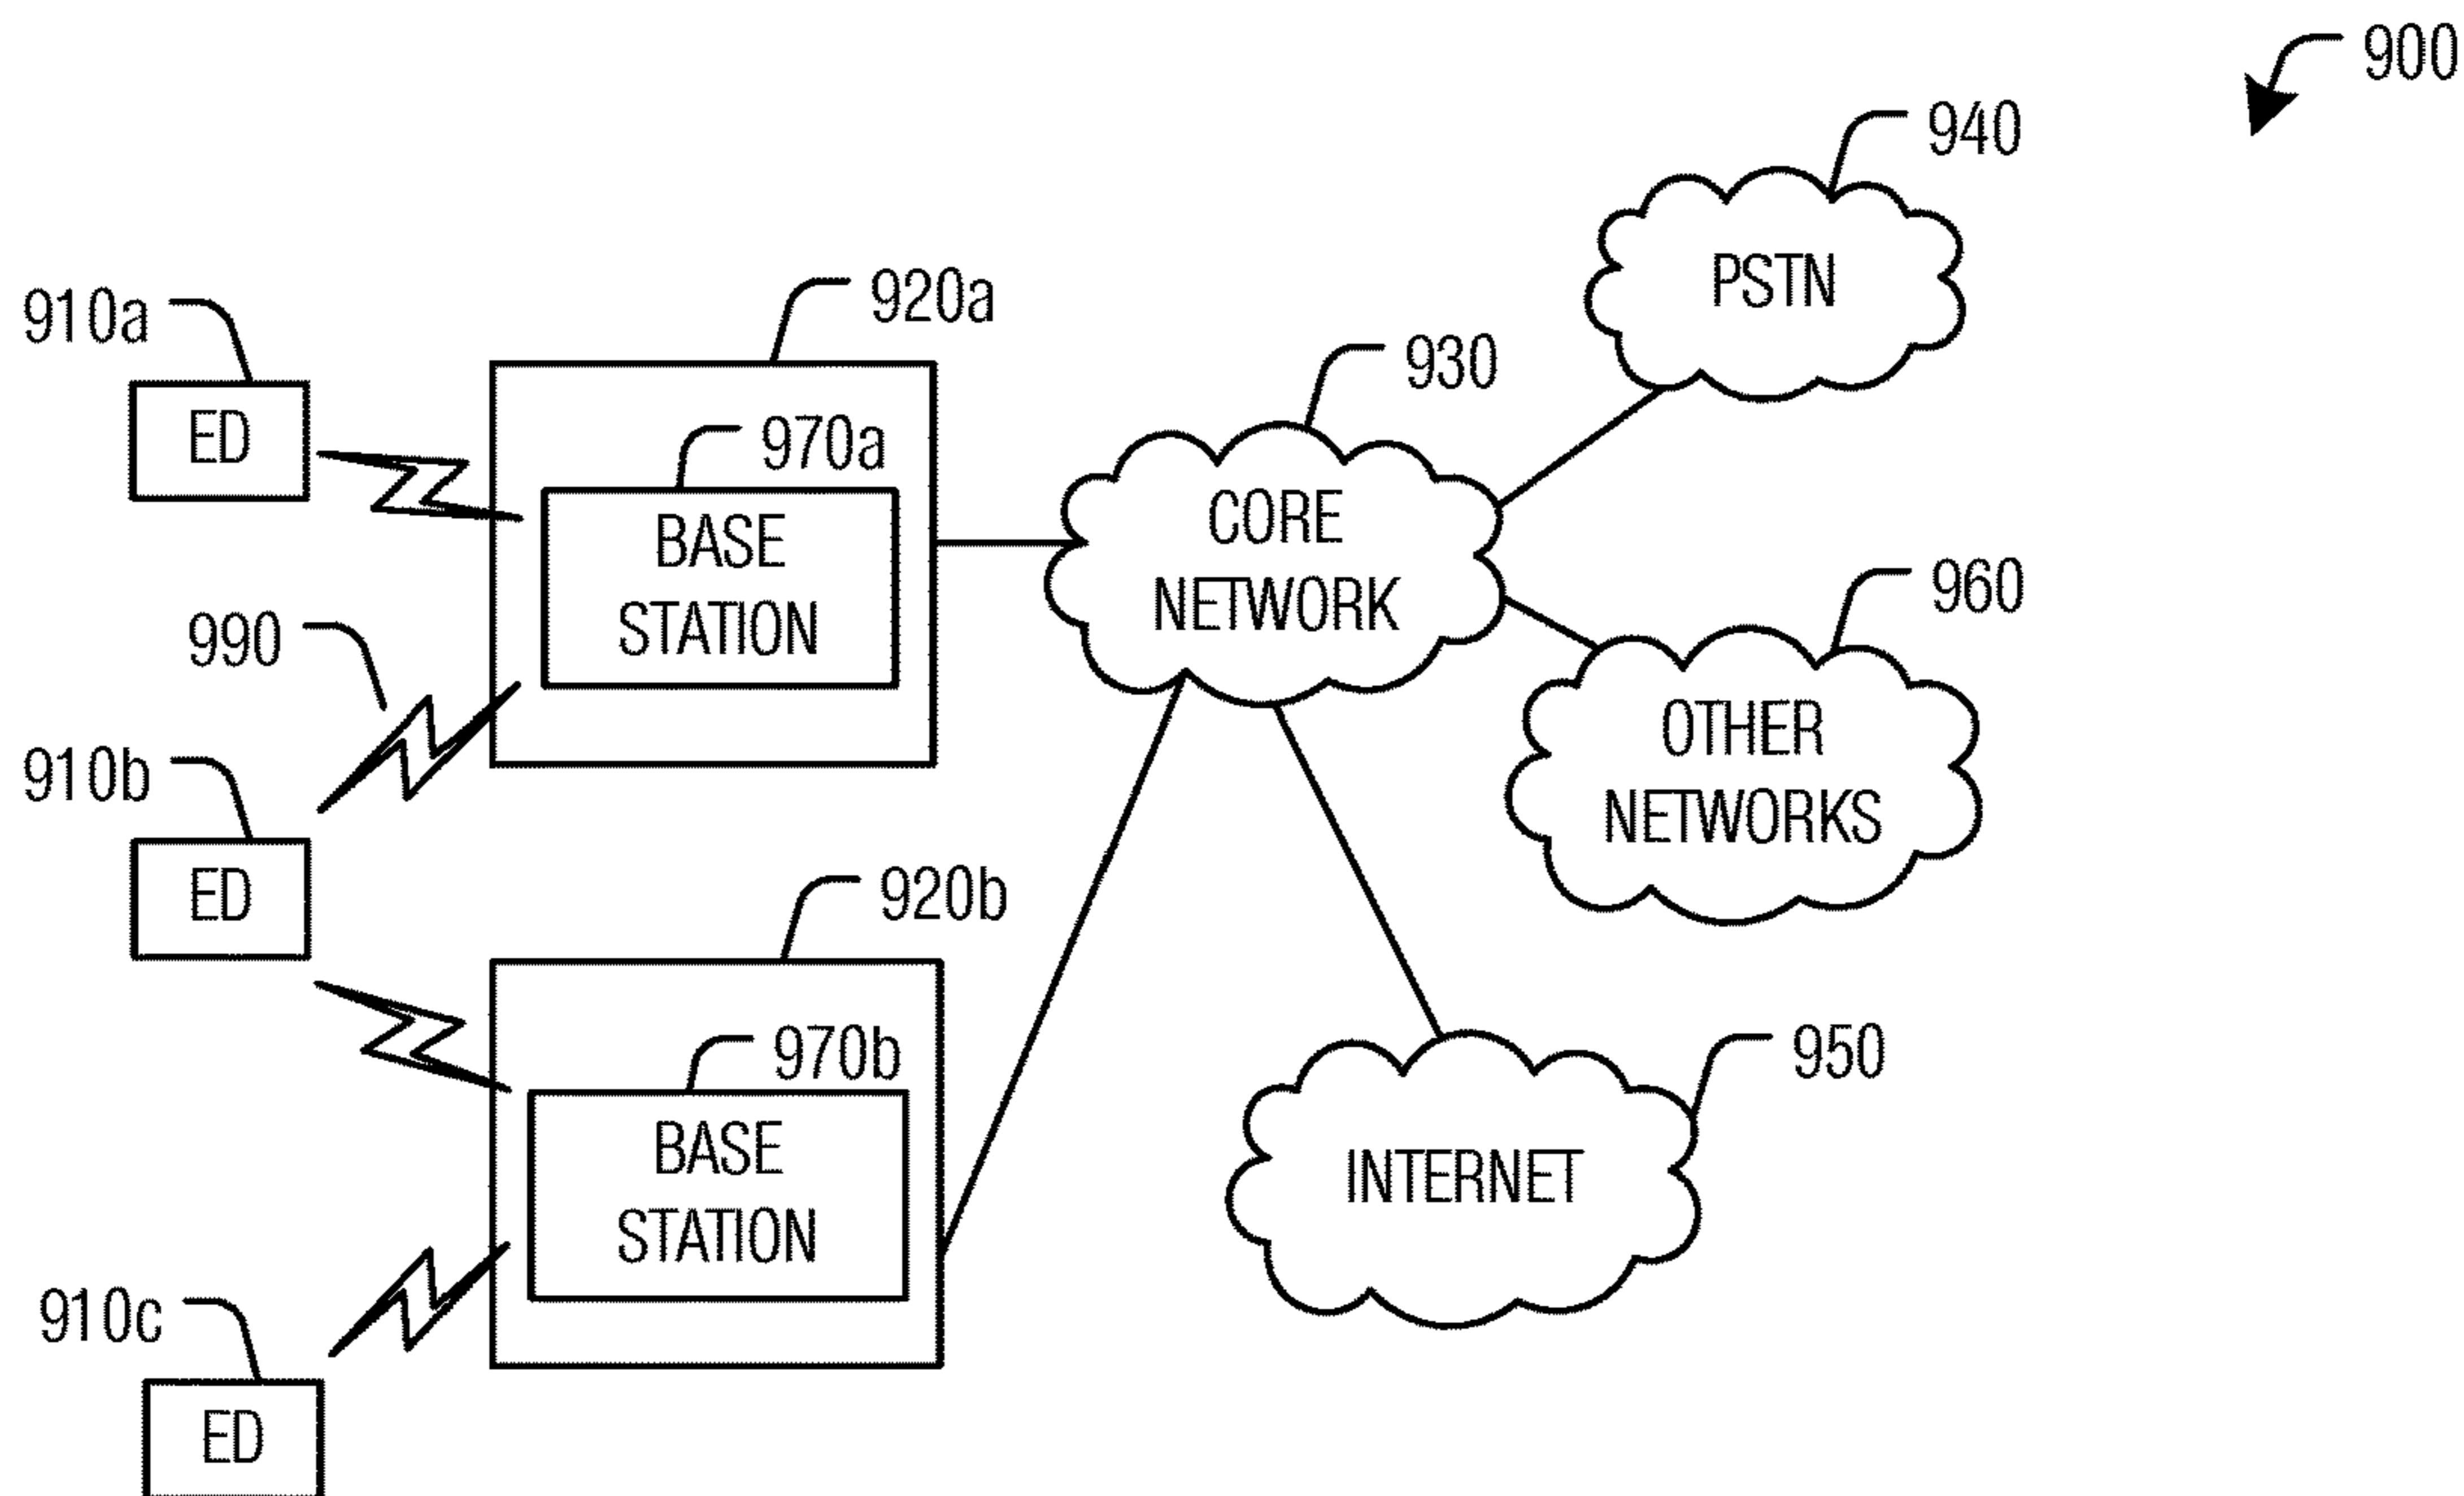 900
940
PSTN
920a
910a
930
ED
970a
CORE
NETWORK
BASE
STATION
960
990
OTHER
NETWORKS
910b
ED
920b
970b
950
BASE
STATION
INTERNET
910c
ED